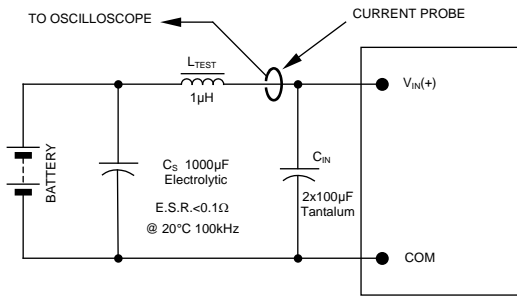 TO OSCILLOSCOPE
CURRENT PROBE
LTEST
1µH
VIN(+)
BATTERY
CS 1000µF
Electrolytic
E.S.R.<0.1Ω
@ 20°C 100kHz
CIN
2x100µF
Tantalum
COM